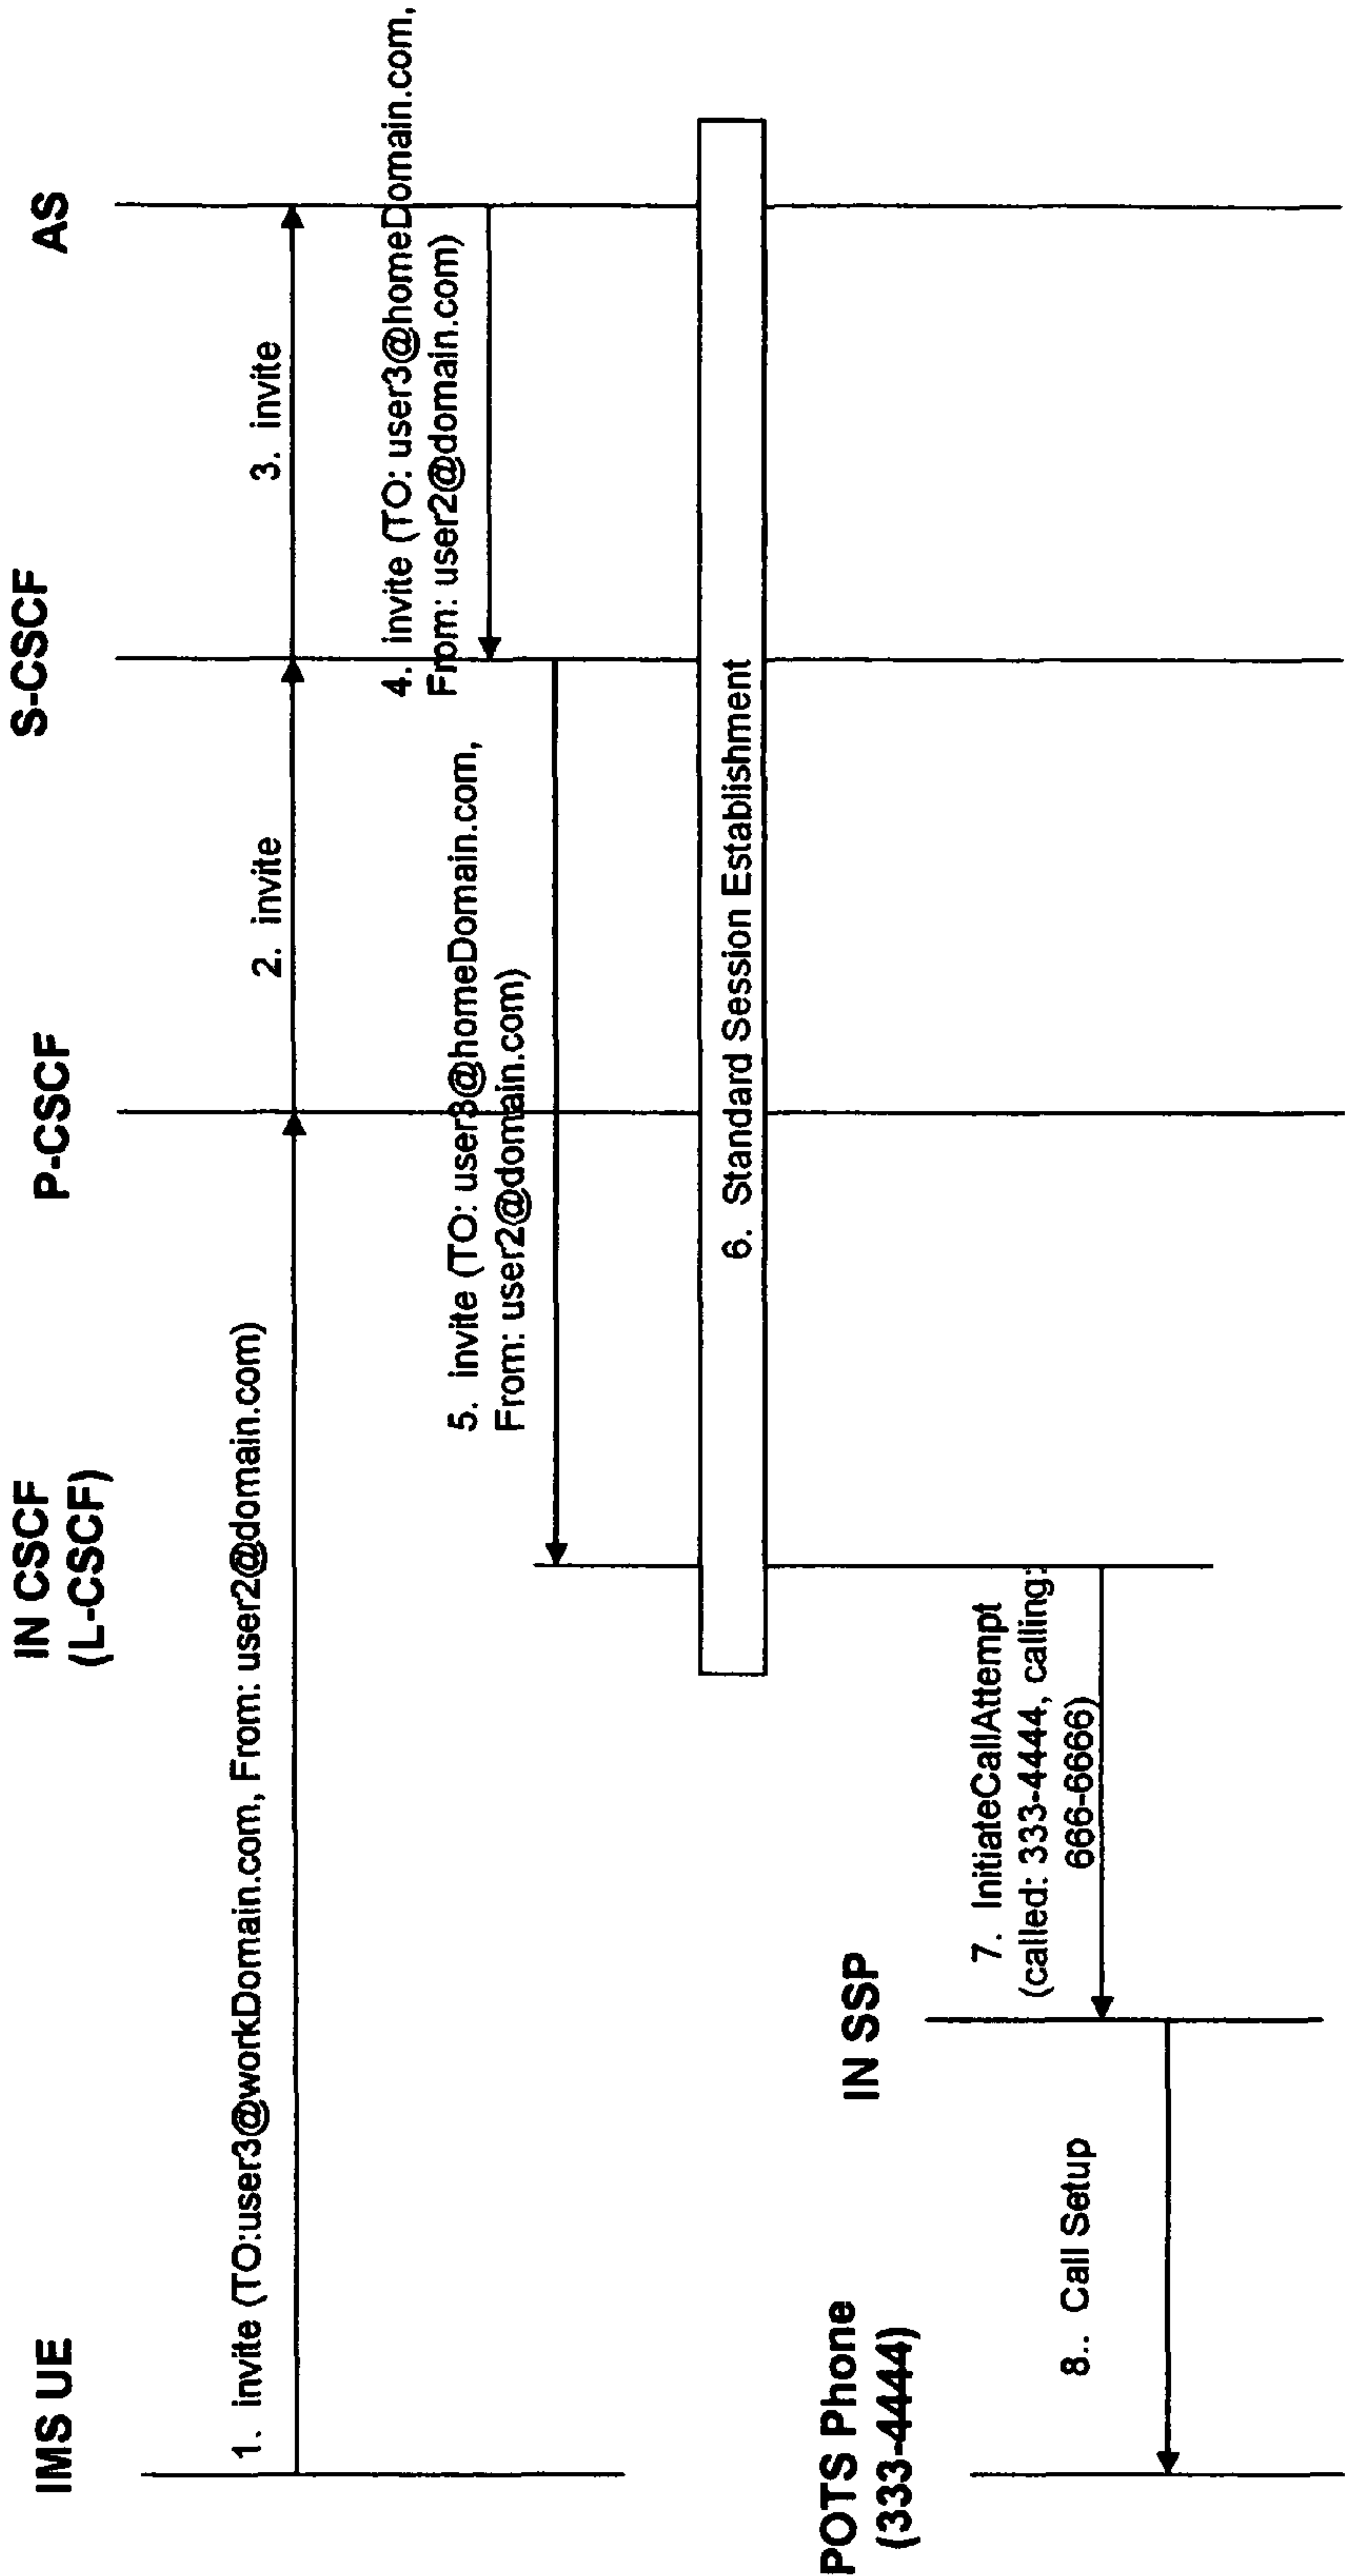 IMS UE
IN CSCF
(L-CSCF)
P-CSCF
S-CSCF
AS
1. invite (TO:user3@workDomain.com, From: user2@domain.com)
2. invite
3. invite
4. invite (TO: user3@homeDomain.com,
From: user2@domain.com)
5. invite (TO: user3@homeDomain.com,
From: user2@domain.com)
6. Standard Session Establishment
POTS Phone
(333-4444)
IN SSP
7. InitiateCallAttempt
(called: 333-4444, calling:
666-6666)
8.. Call Setup